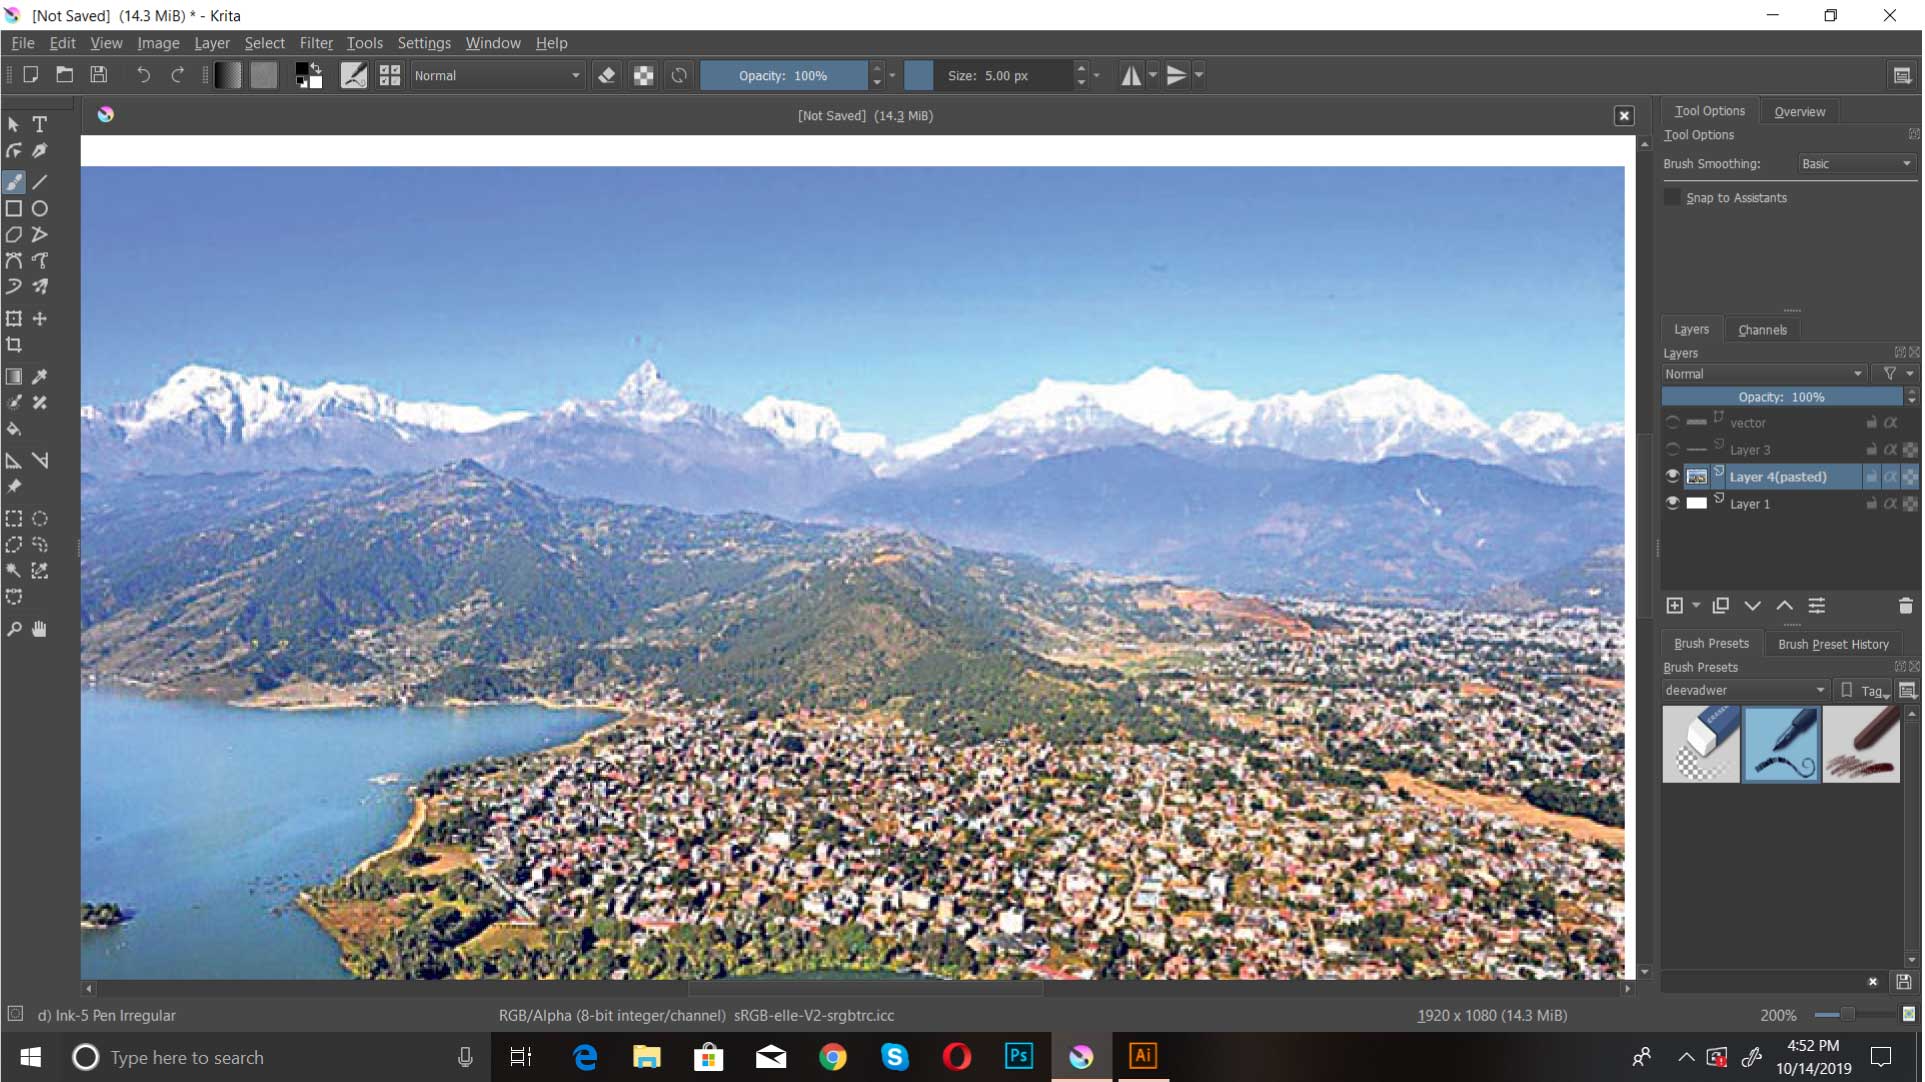 [Not Saved]  (14.3 MiB) * - Krita
File Edit View Image Layer Select Filter Tools Settings Window Help
Normal Opacity: 100% Size: 5.00 px
[Not Saved]  (14.3 MiB)
Tool Options Overview
Tool Options
Brush Smoothing: Basic
Snap to Assistants
Layers Channels
Layers
Normal
Opacity: 100%
vector
Layer 3
Layer 4(pasted)
Layer 1
Brush Presets Brush Preset History
Brush Presets
deevadwer Tag
d) Ink-5 Pen Irregular RGB/Alpha (8-bit integer/channel)  sRGB-elle-V2-srgbtrc.icc 1920 x 1080 (14.3 MiB) 200%
Type here to search Ps Ai 4:52 PM
10/14/2019